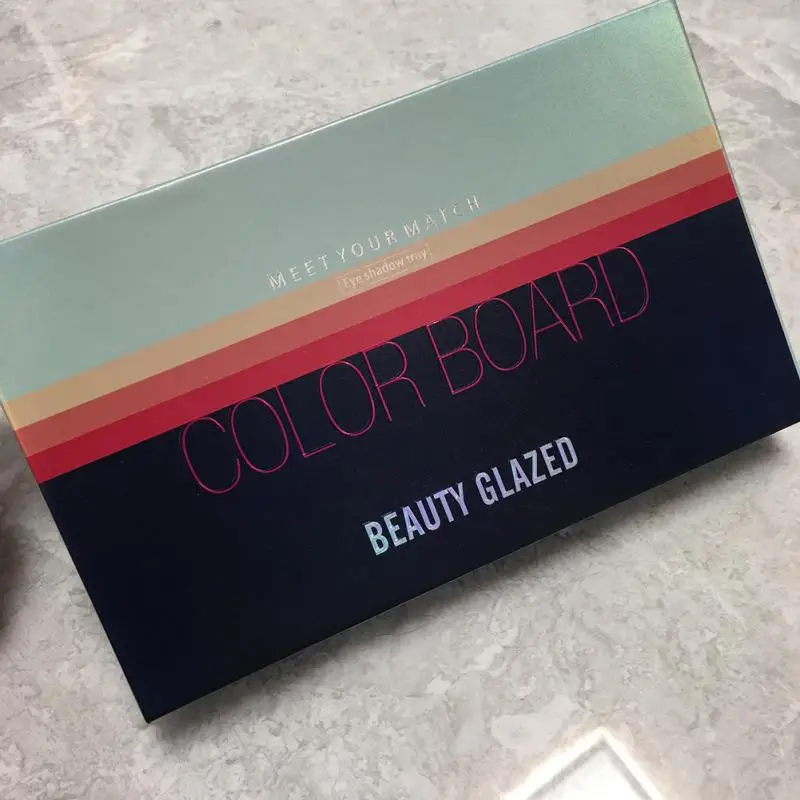 MEET YOUR MATCH
Eye shadow tray
COLOR BOARD
BEAUTY GLAZED